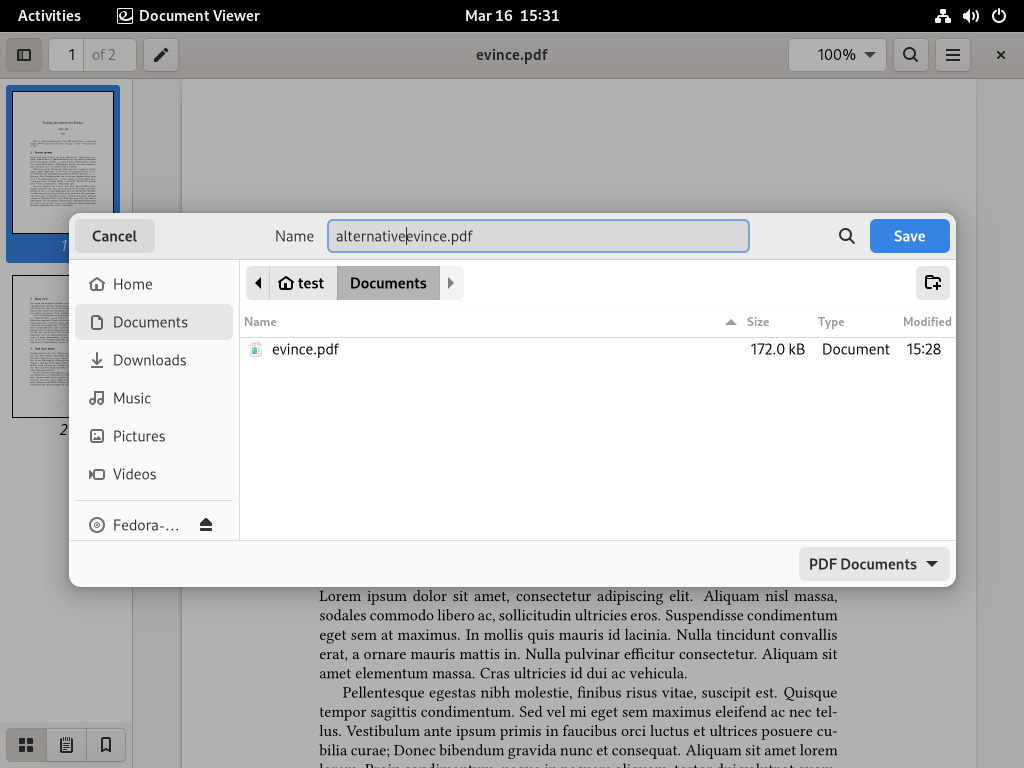 Activities Document Viewer Mar 16 15:31
1 of 2 evince.pdf 100%
Cancel Name alternativeevince.pdf Save
Home
Documents
Downloads
Music
Pictures
Videos
Fedora-…
test Documents
Name Size Type Modified
evince.pdf 172.0 kB Document 15:28
PDF Documents
1
2
Lorem ipsum dolor sit amet, consectetur adipiscing elit. Aliquam nisl massa,
sodales commodo libero ac, sollicitudin ultricies eros. Suspendisse condimentum
eget sem at maximus. In mollis quis mauris id lacinia. Nulla tincidunt convallis
erat, a ornare mauris mattis in. Nulla pulvinar efficitur consectetur. Aliquam sit
amet elementum massa. Cras ultricies id dui ac vehicula.
Pellentesque egestas nibh molestie, finibus risus vitae, suscipit est. Quisque
tempor sagittis condimentum. Sed vel mi eget sem maximus eleifend ac nec tel-
lus. Vestibulum ante ipsum primis in faucibus orci luctus et ultrices posuere cu-
bilia curae; Donec bibendum gravida nunc et consequat. Aliquam sit amet lorem